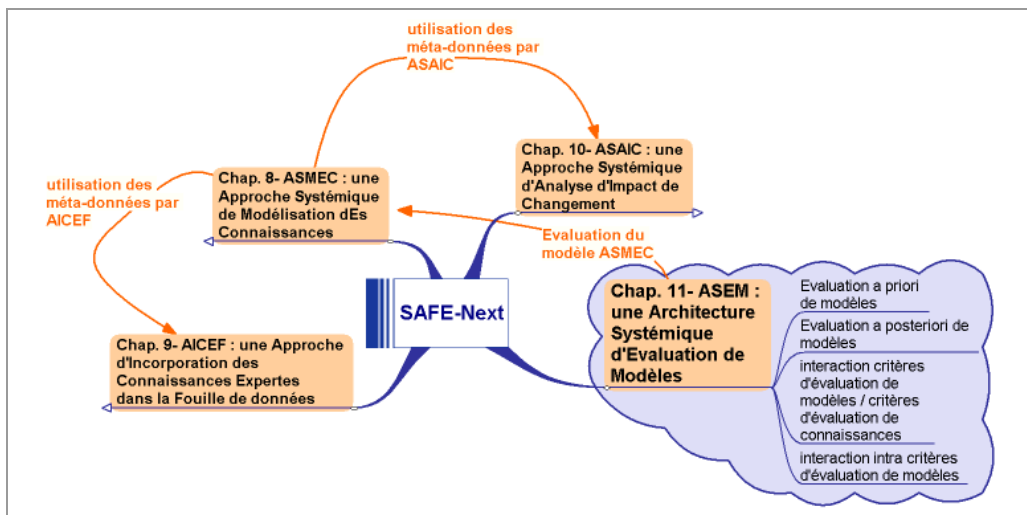 utilisation des
méta-données par
ASAIC
Chap. 10- ASAIC : une
Approche Systémique
d'Analyse d'Impact de
Changement
Chap. 8- ASMEC : une
Approche Systémique
de Modélisation dEs
Connaissances
utilisation des
méta-données par
AICEF
Evaluation du
modèle ASMEC
SAFE-Next
Chap. 11- ASEM :
une Architecture
Systémique
d'Evaluation de
Modèles
Evaluation a priori
de modèles
Evaluation a posteriori de
modèles
interaction critères
d'évaluation de
modèles / critères
d'évaluation de
connaissances
interaction intra critères
d'évaluation de modèles
Chap. 9- AICEF : une Approche
d'Incorporation des
Connaissances Expertes
dans la Fouille de données